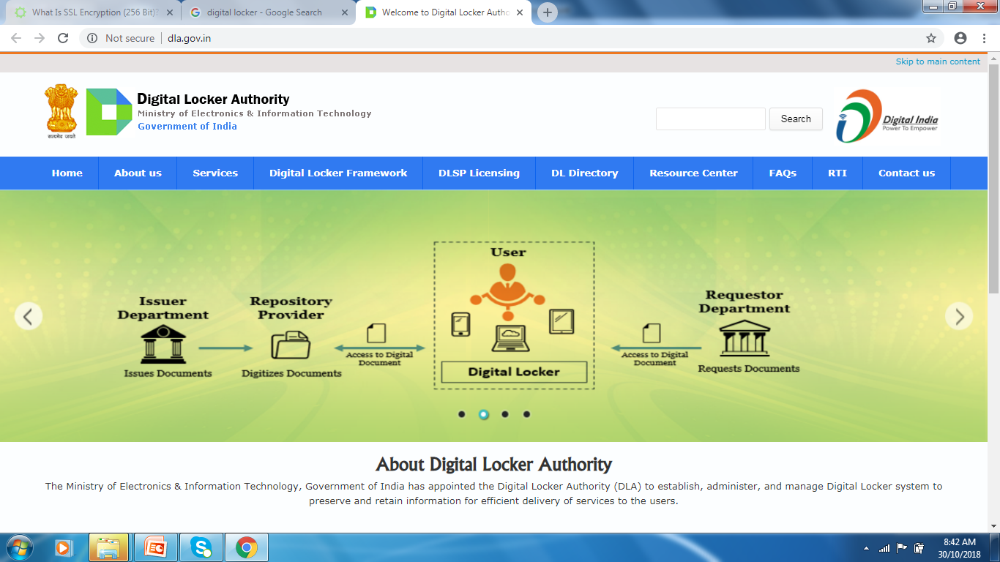 What Is SSL Encryption (256 Bit)?
digital locker - Google Search
Welcome to Digital Locker Autho
Not secure
dla.gov.in
Skip to main content
सत्यमेव जयते
Digital Locker Authority
Ministry of Electronics & Information Technology
Government of India
Search
Digital India
Power To Empower
Home
About us
Services
Digital Locker Framework
DLSP Licensing
DL Directory
Resource Center
FAQs
RTI
Contact us
Issuer
Department
Issues Documents
Repository
Provider
Digitizes Documents
Access to Digital
Document
User
Digital Locker
Access to Digital
Document
Requestor
Department
Requests Documents
About Digital Locker Authority
The Ministry of Electronics & Information Technology, Government of India has appointed the Digital Locker Authority (DLA) to establish, administer, and manage Digital Locker system to
preserve and retain information for efficient delivery of services to the users.
8:42 AM
30/10/2018